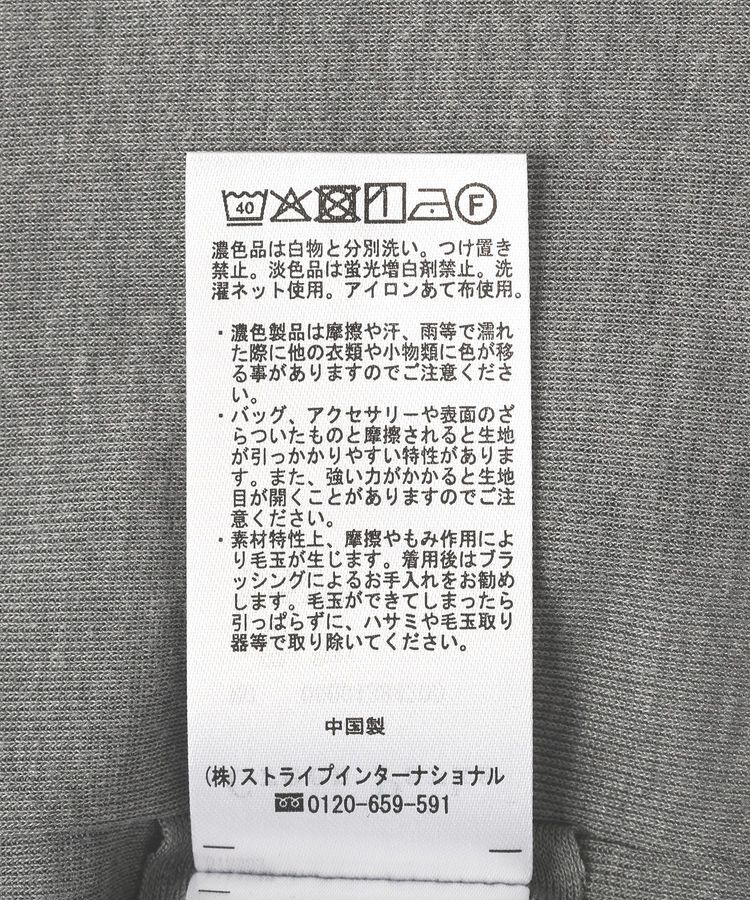 40 F
濃色品は白物と分別洗い。つけ置き
禁止。淡色品は蛍光増白剤禁止。洗
濯ネット使用。アイロンあて布使用。
・濃色製品は摩擦や汗、雨等で濡れ
た際に他の衣類や小物類に色が移
る事がありますのでご注意くださ
い。
・バッグ、アクセサリーや表面のざ
らついたものと摩擦されると生地
が引っかかりやすい特性がありま
す。また、強い力がかかると生地
目が開くことがありますのでご注
意ください。
・素材特性上、摩擦やもみ作用によ
り毛玉が生じます。着用後はブラ
ッシングによるお手入れをお勧め
します。毛玉ができてしまったら
引っぱらずに、ハサミや毛玉取り
器等で取り除いてください。
中国製
(株)ストライプインターナショナル
0120-659-591